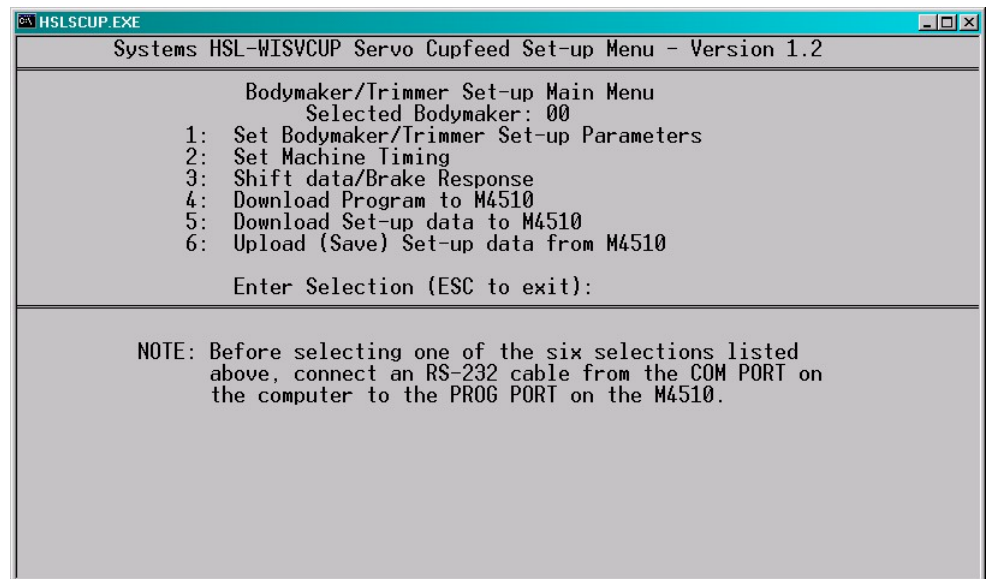 HSLSCUP.EXE
Systems HSL-WISVCUP Servo Cupfeed Set-up Menu - Version 1.2
Bodymaker/Trimmer Set-up Main Menu
Selected Bodymaker: 00
1: Set Bodymaker/Trimmer Set-up Parameters
2: Set Machine Timing
3: Shift data/Brake Response
4: Download Program to M4510
5: Download Set-up data to M4510
6: Upload (Save) Set-up data from M4510
Enter Selection (ESC to exit):
NOTE: Before selecting one of the six selections listed
above, connect an RS-232 cable from the COM PORT on
the computer to the PROG PORT on the M4510.